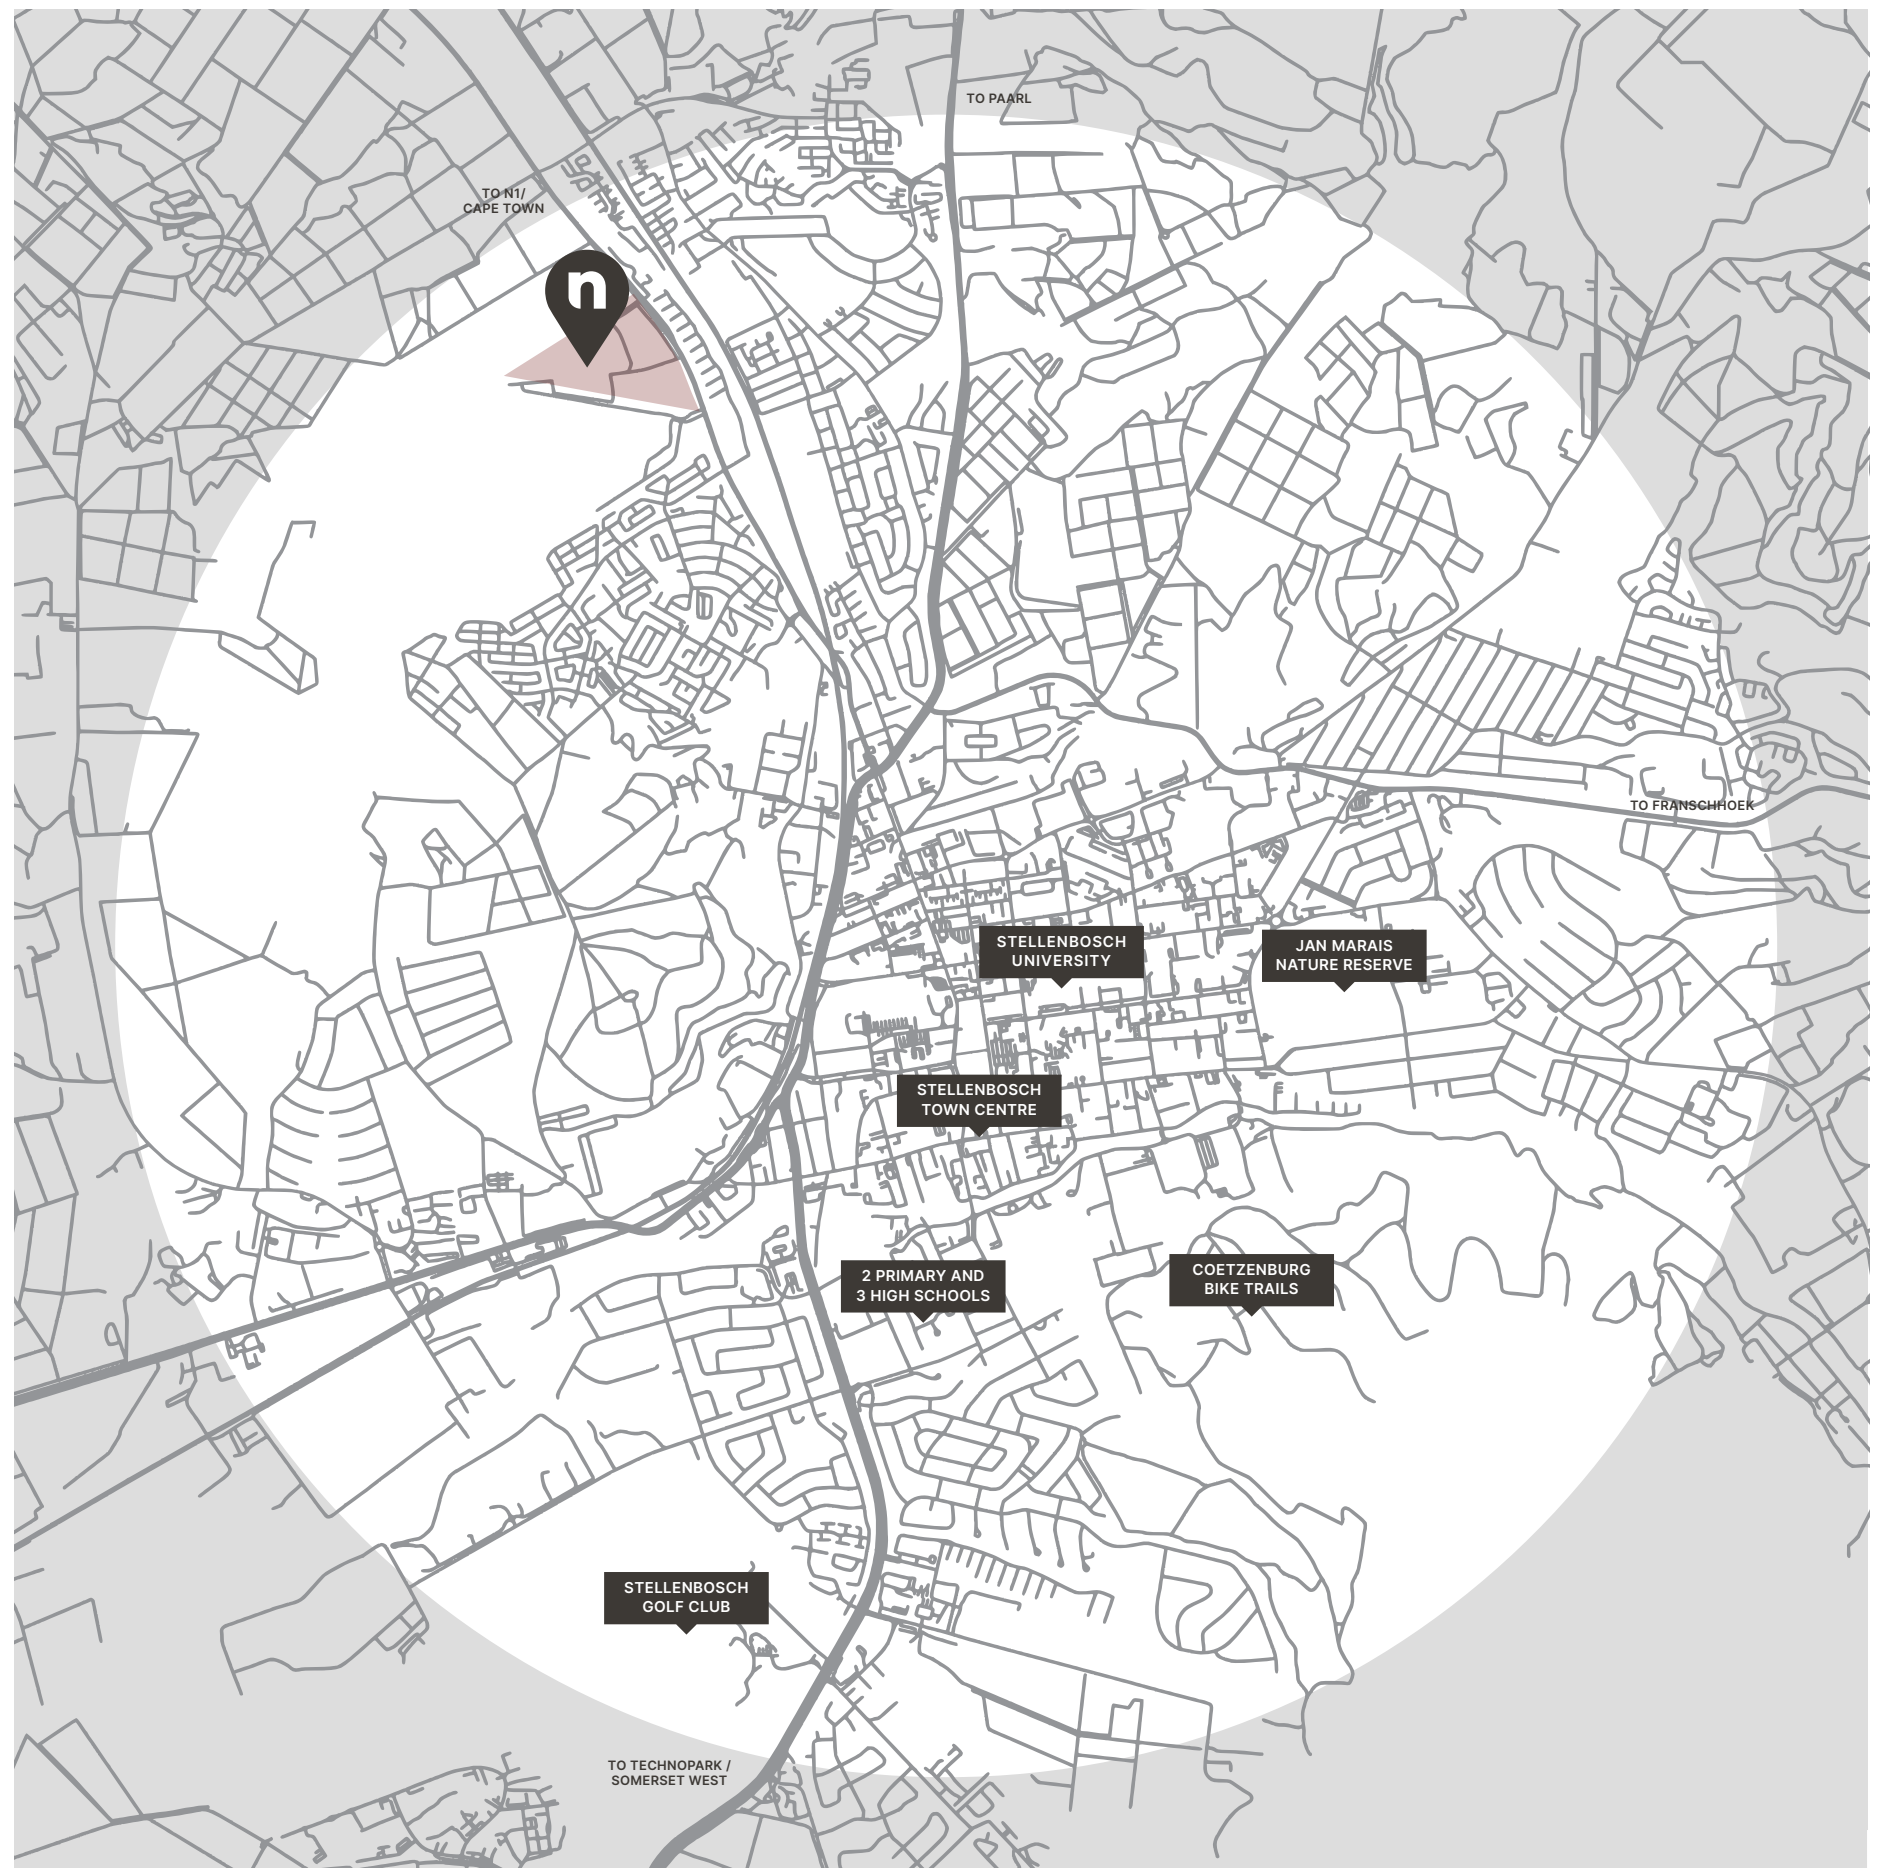 TO PAARL
TO N1/
CAPE TOWN
n
TO FRANSCHHOEK
STELLENBOSCH
UNIVERSITY
JAN MARAIS
NATURE RESERVE
STELLENBOSCH
TOWN CENTRE
2 PRIMARY AND
3 HIGH SCHOOLS
COETZENBURG
BIKE TRAILS
STELLENBOSCH
GOLF CLUB
TO TECHNOPARK /
SOMERSET WEST